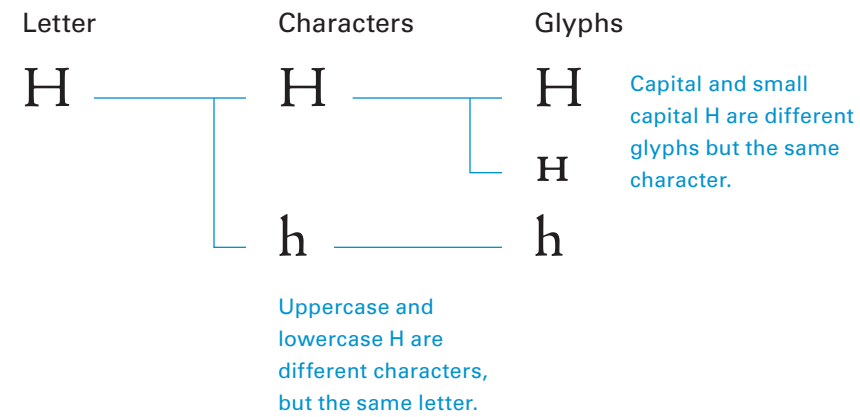 Letter Characters Glyphs
H H H
Capital and small
capital H are different
glyphs but the same
character.
H
h h
Uppercase and
lowercase H are
different characters,
but the same letter.